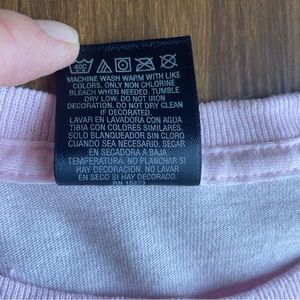 40C
MACHINE WASH WARM WITH LIKE
COLORS. ONLY NON CHLORINE
BLEACH WHEN NEEDED. TUMBLE
DRY LOW. DO NOT IRON
DECORATION. DO NOT DRY CLEAN
IF DECORATED.
LAVAR EN LAVADORA CON AGUA
TIBIA CON COLORES SIMILARES.
SOLO BLANQUEADOR SIN CLORO
CUANDO SEA NECESARIO. SECAR
EN SECADORA A BAJA
TEMPERATURA. NO PLANCHAR SI
HAY DECORACION. NO LAVAR
EN SECO SI HAY DECORADO.
RN